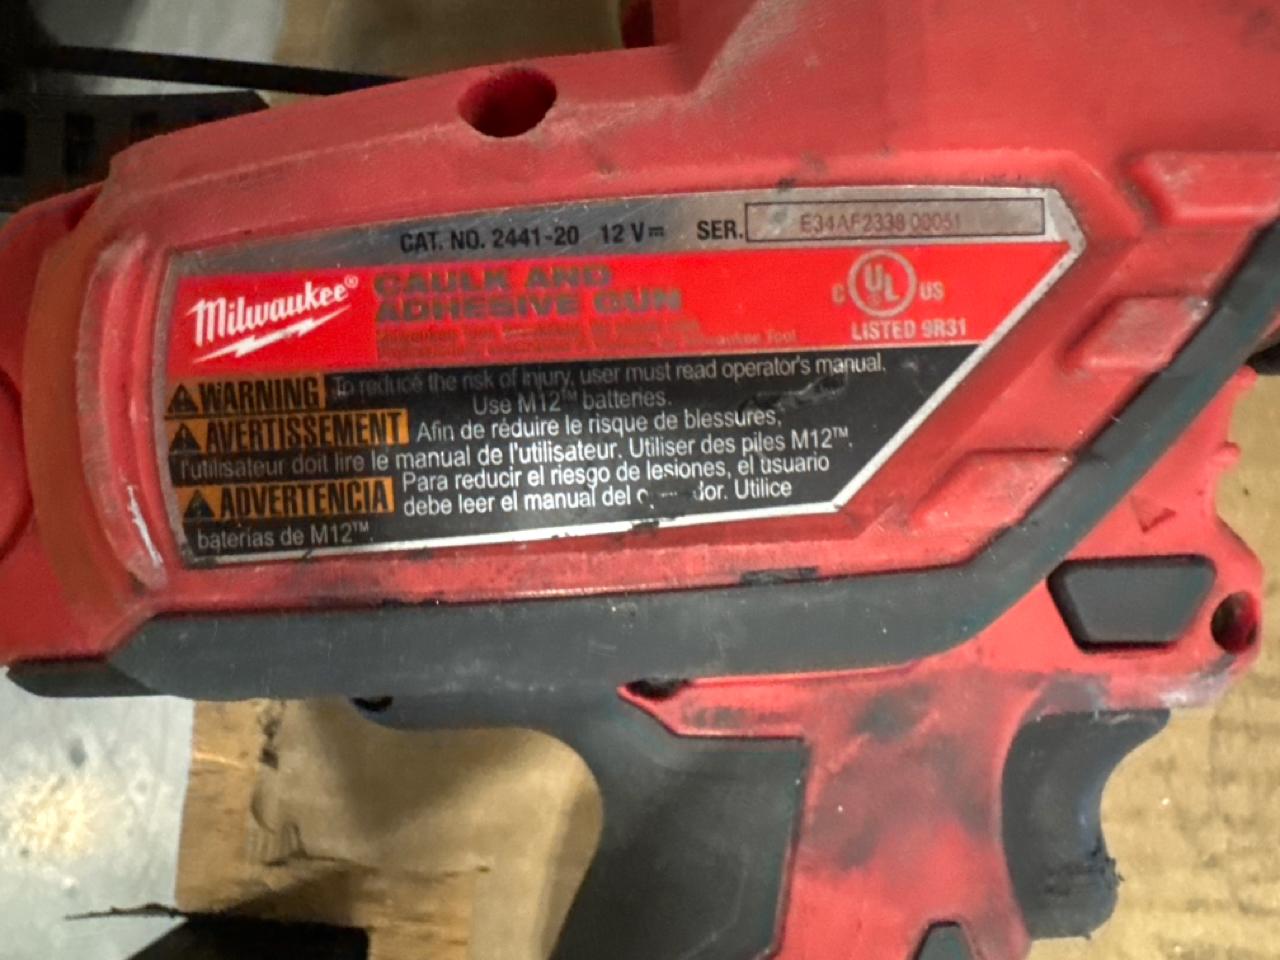 CAT. NO. 2441-20 12 V⎓ SER. E34AF2338 00051
Milwaukee®
CAULK AND
ADHESIVE GUN
Milwaukee Tool
C UL US
LISTED 9R31
WARNING To reduce the risk of injury, user must read operator's manual.
Use M12™ batteries.
AVERTISSEMENT Afin de réduire le risque de blessures,
l'utilisateur doit lire le manual de l'utilisateur. Utiliser des piles M12™.
ADVERTENCIA Para reducir el riesgo de lesiones, el usuario
debe leer el manual del Utilice
baterías de M12™.